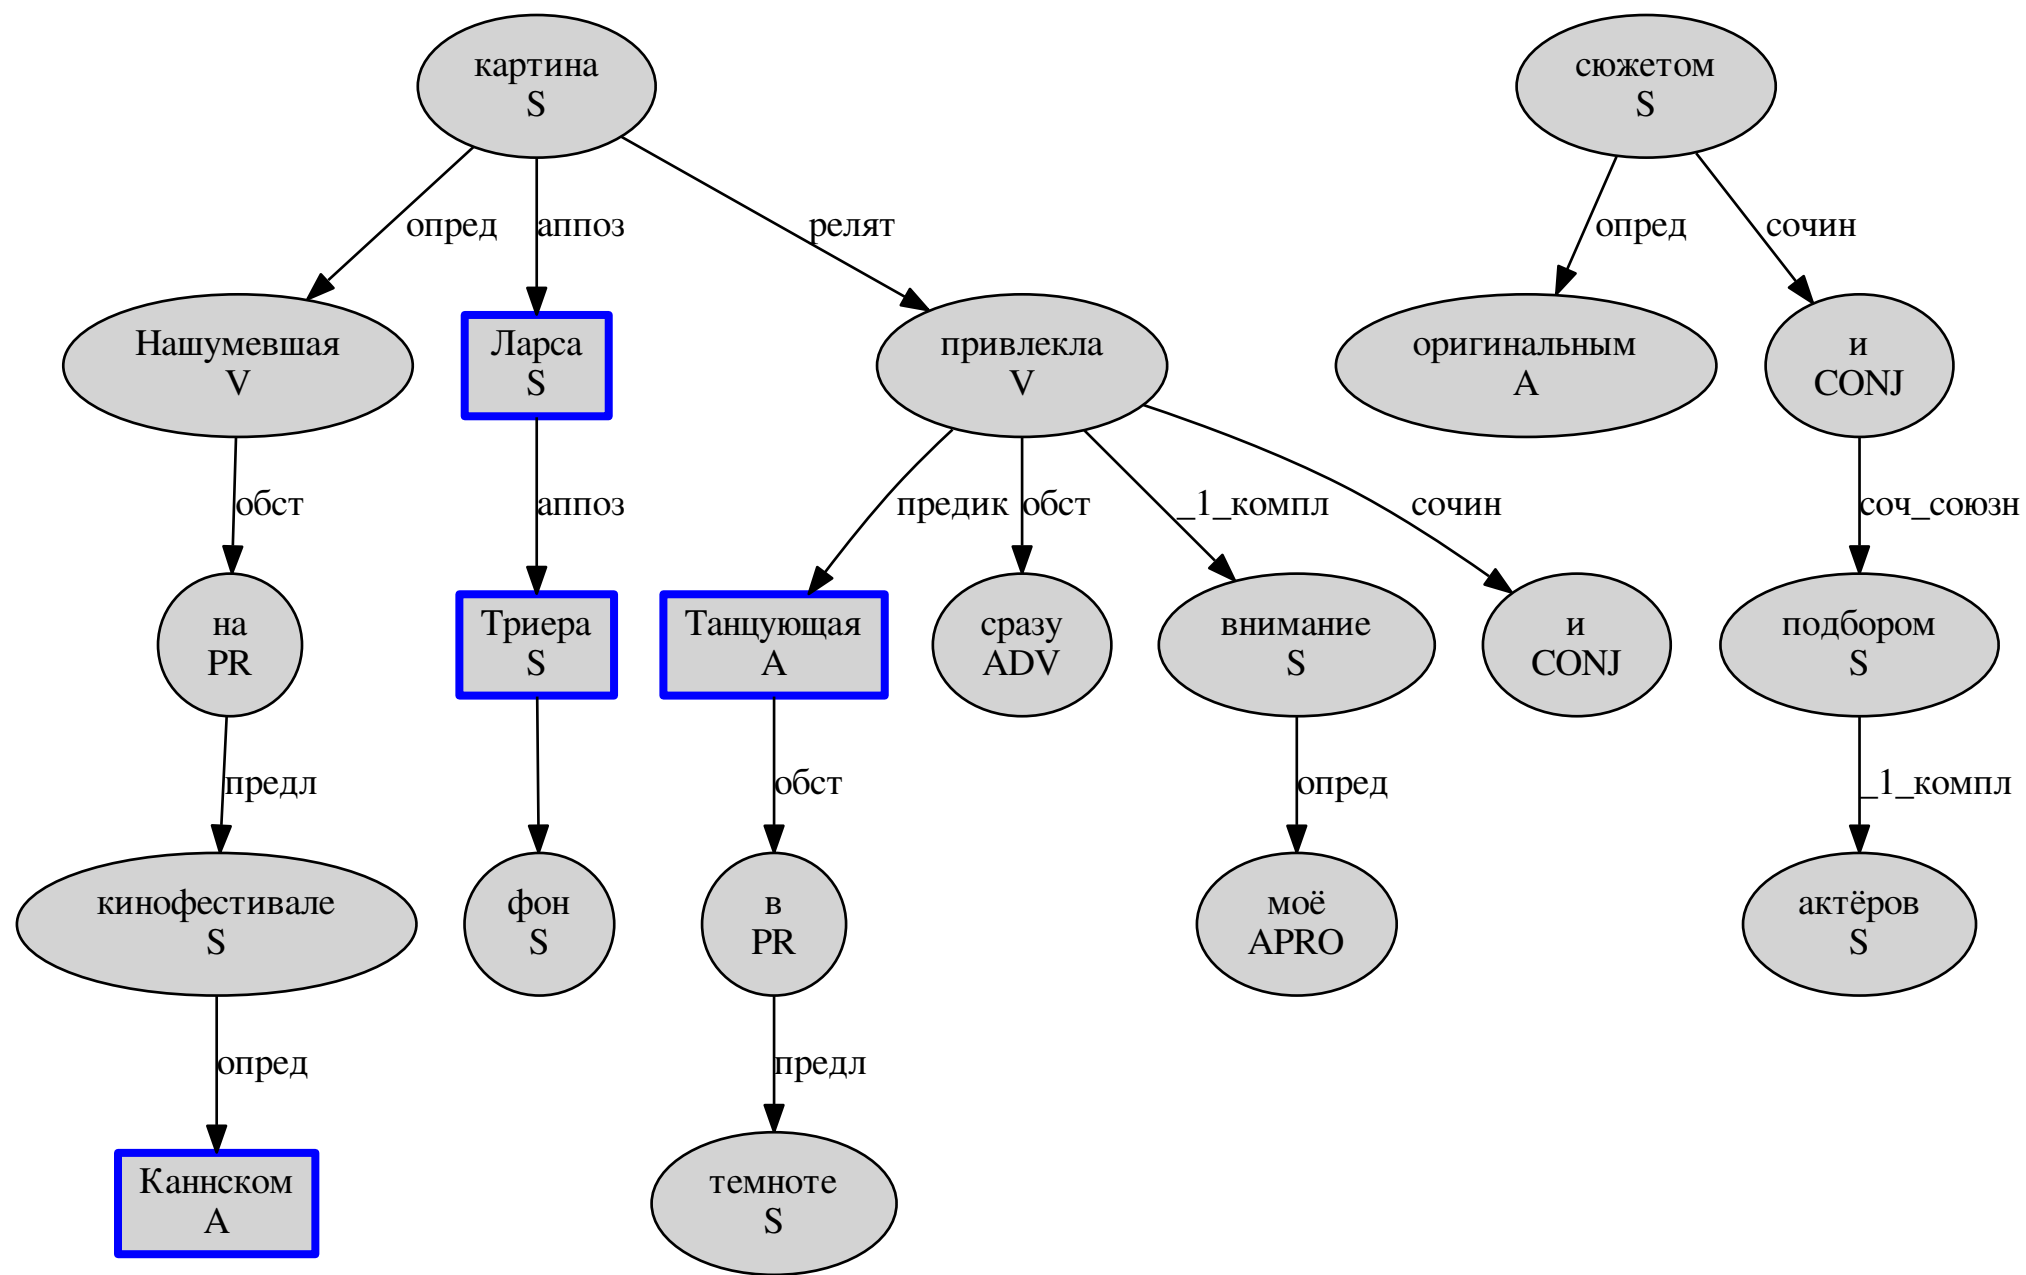 картина
S
сюжетом
S
опред
аппоз
релят
опред
сочин
Нашумевшая
V
Ларса
S
привлекла
V
оригинальным
A
и
CONJ
обст
аппоз
предик
обст
_1_компл
сочин
соч_союзн
на
PR
Триера
S
Танцующая
A
сразу
ADV
внимание
S
и
CONJ
подбором
S
предл
обст
опред
_1_компл
кинофестивале
S
фон
S
в
PR
моё
APRO
актёров
S
опред
предл
Каннском
A
темноте
S